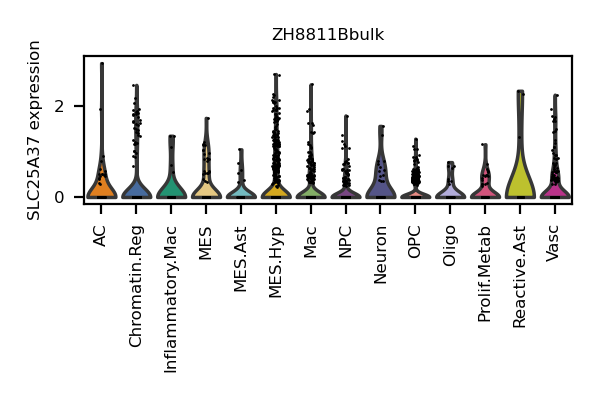 ZH8811Bbulk
SLC25A37 expression
2
0
AC
Chromatin.Reg
Inflammatory.Mac
MES
MES.Ast
MES.Hyp
Mac
NPC
Neuron
OPC
Oligo
Prolif.Metab
Reactive.Ast
Vasc